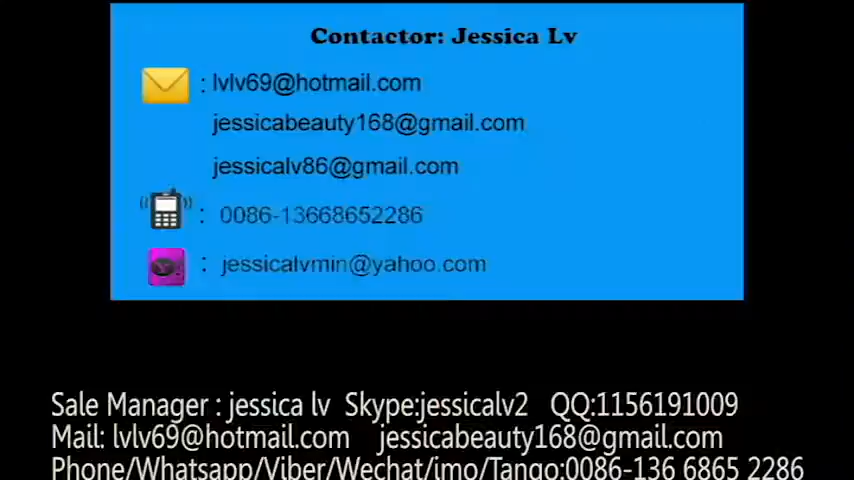 Contactor: Jessica Lv
: lvlv69@hotmail.com
jessicabeauty168@gmail.com
jessicalv86@gmail.com
: 0086-13668652286
: jessicalvmin@yahoo.com
Sale Manager : jessica lv Skype:jessicalv2 QQ:1156191009
Mail: lvlv69@hotmail.com jessicabeauty168@gmail.com
Phone/Whatsapp/Viber/Wechat/imo/Tango:0086-136 6865 2286